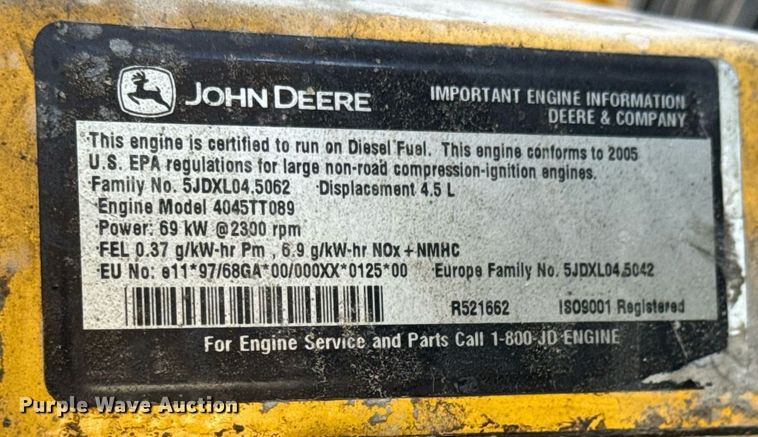 JOHN DEERE
IMPORTANT ENGINE INFORMATION
DEERE & COMPANY
This engine is certified to run on Diesel Fuel. This engine conforms to 2005
U.S. EPA regulations for large non-road compression-ignition engines.
Family No. 5JDXL04.5062 Displacement 4.5 L
Engine Model 4045TT089
Power: 69 kW @2300 rpm
FEL 0.37 g/kW-hr Pm , 6.9 g/kW-hr NOx+NMHC
EU No: e11*97/68GA*00/000XX*0125*00 Europe Family No. 5JDXL04.5042
R521662 ISO9001 Registered
For Engine Service and Parts Call 1-800-JD ENGINE
Purple Wave Auction